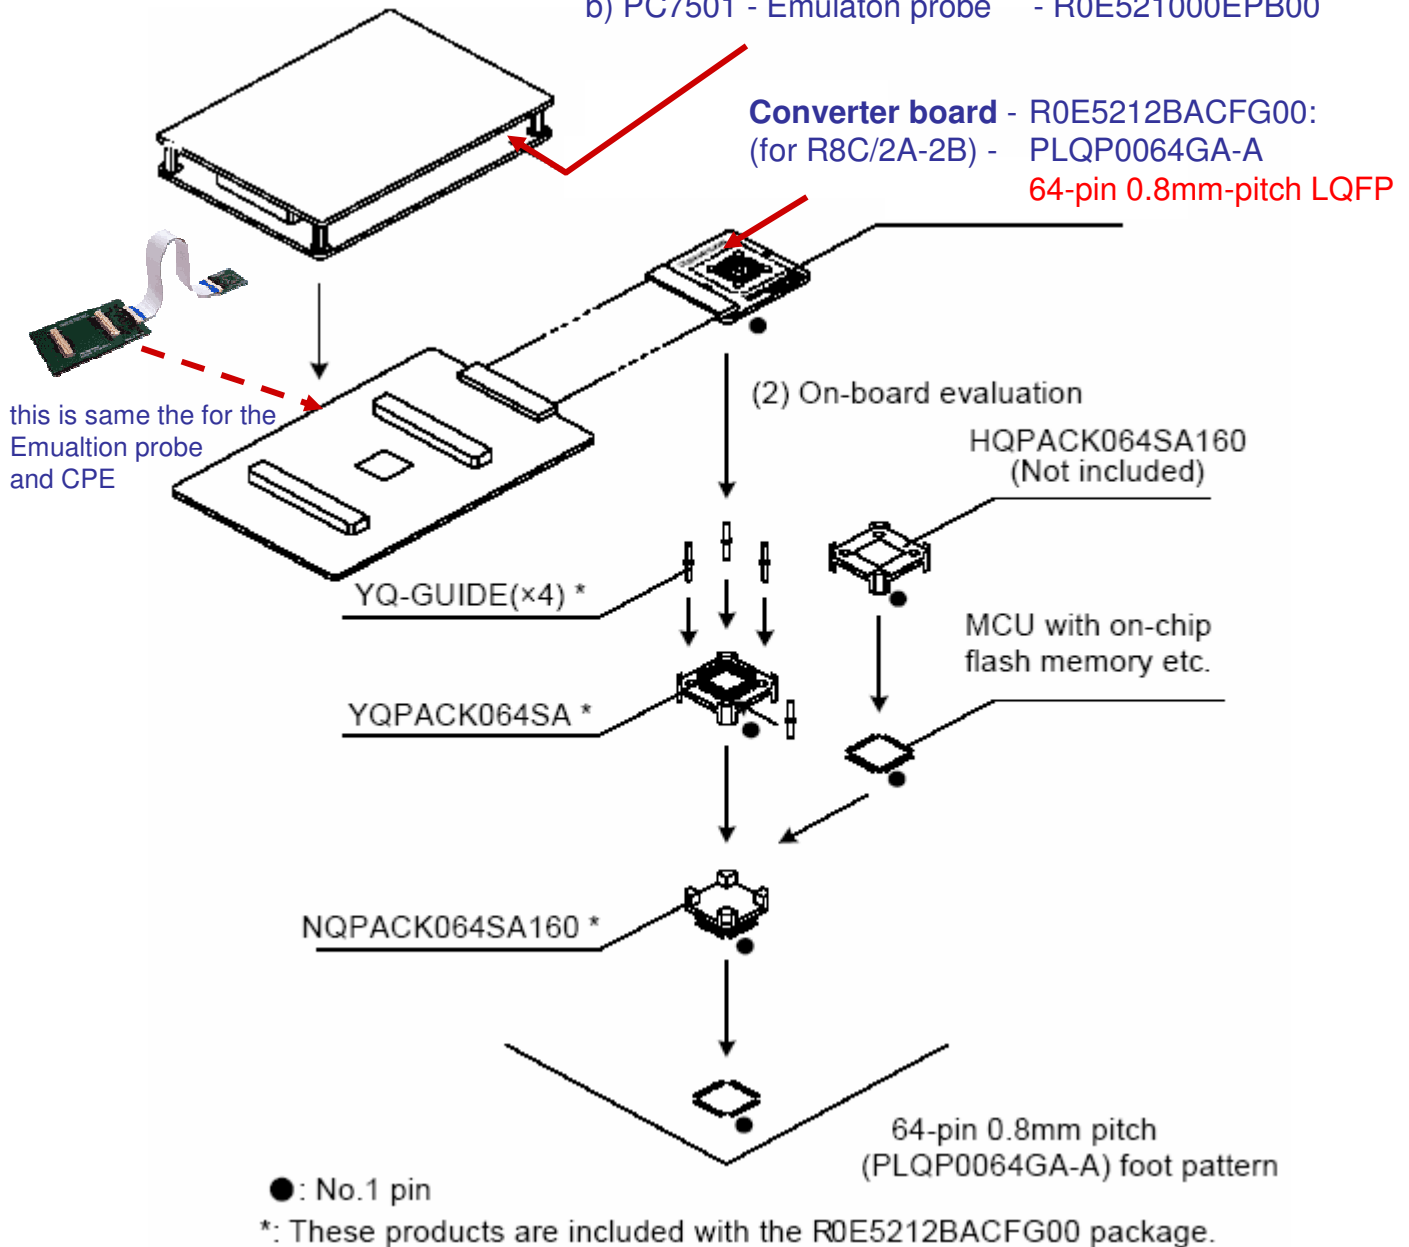 b) PC7501 - Emulaton probe - R0E521000EPB00
Converter board - R0E5212BACFG00:
(for R8C/2A-2B) - PLQP0064GA-A
64-pin 0.8mm-pitch LQFP
(2) On-board evaluation
this is same the for the
Emualtion probe
and CPE
HQPACK064SA160
(Not included)
YQ-GUIDE(×4) *
MCU with on-chip
flash memory etc.
YQPACK064SA *
NQPACK064SA160 *
64-pin 0.8mm pitch
(PLQP0064GA-A) foot pattern
●: No.1 pin
*: These products are included with the R0E5212BACFG00 package.